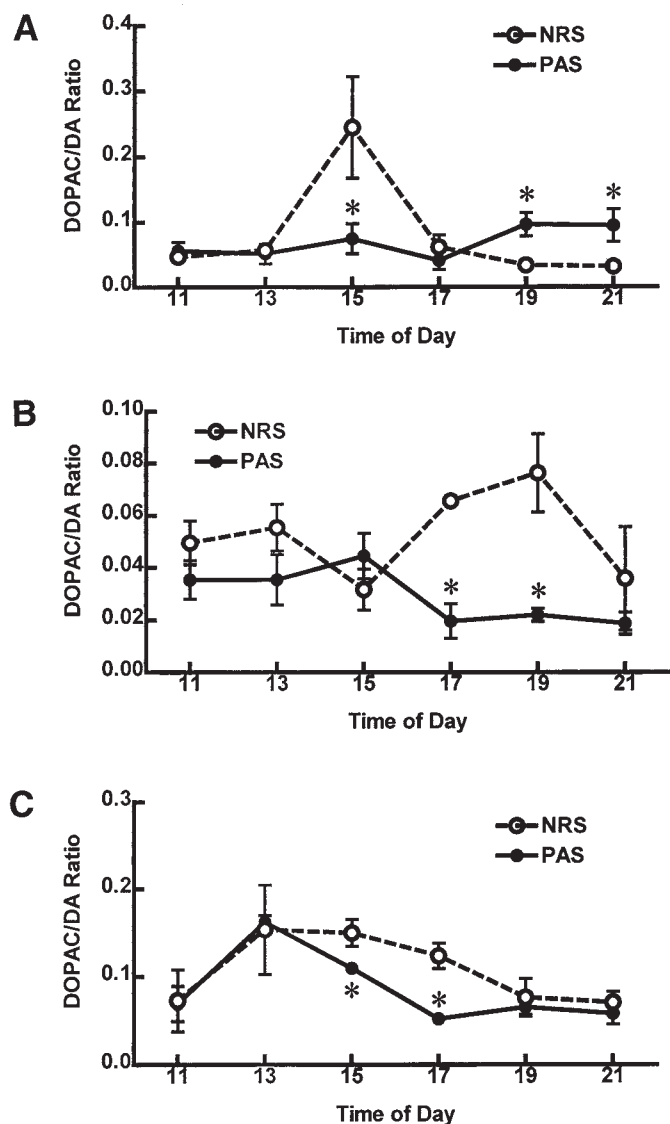 A
DOPAC/DA Ratio
0.4
0.3
0.2
0.1
0.0
NRS
PAS
*
*
*
11 13 15 17 19 21
Time of Day
B
DOPAC/DA Ratio
0.10
0.08
0.06
0.04
0.02
0.00
NRS
PAS
*
*
11 13 15 17 19 21
Time of Day
C
DOPAC/DA Ratio
0.3
0.2
0.1
0.0
NRS
PAS
*
*
11 13 15 17 19 21
Time of Day